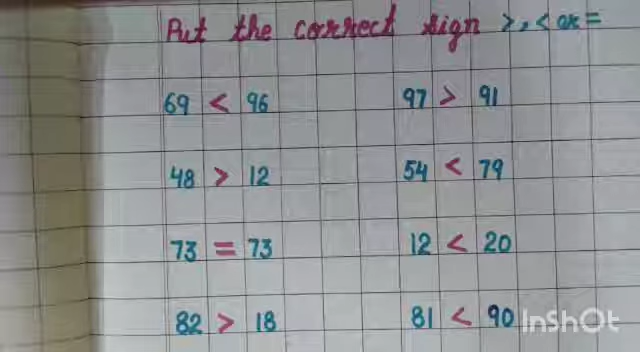 Put the correct sign >, < or =
69 < 96 97 > 91
48 > 12 54 < 79
73 = 73 12 < 20
82 > 18 81 < 90
InShOt